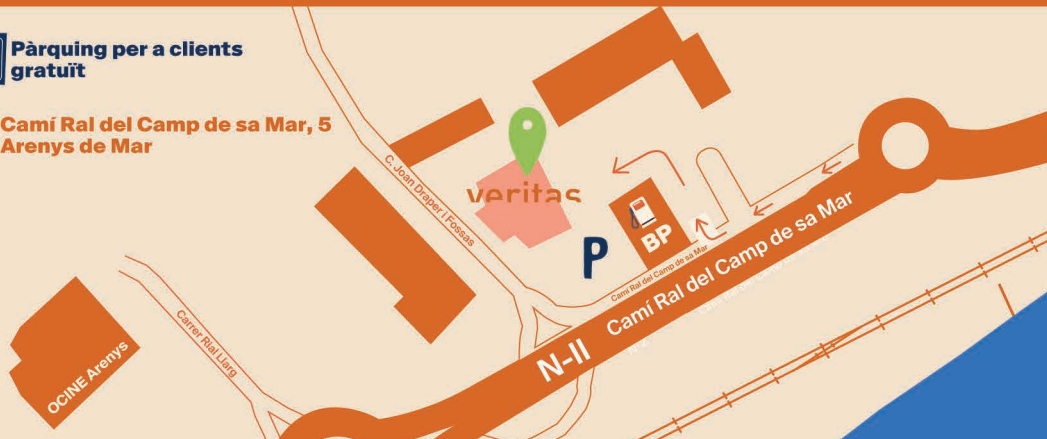 Pàrquing per a clients
gratuït
Camí Ral del Camp de sa Mar, 5
Arenys de Mar
C. Joan Draper i Fossas
veritas
P
BP
Camí Ral del Camp de sa Mar
Camí Ral del Camp de sa Mar
N-II
Carrer Rial Llarg
OCINE Arenys